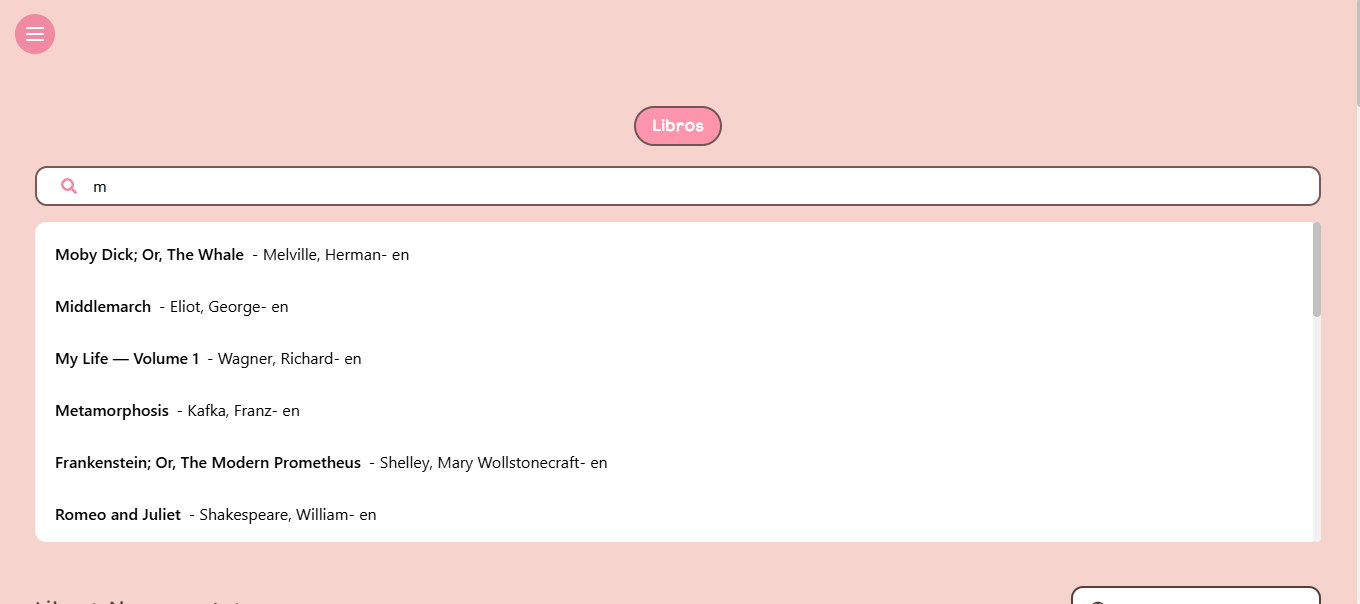 Libros
m
Moby Dick; Or, The Whale - Melville, Herman- en
Middlemarch - Eliot, George- en
My Life — Volume 1 - Wagner, Richard- en
Metamorphosis - Kafka, Franz- en
Frankenstein; Or, The Modern Prometheus - Shelley, Mary Wollstonecraft- en
Romeo and Juliet - Shakespeare, William- en